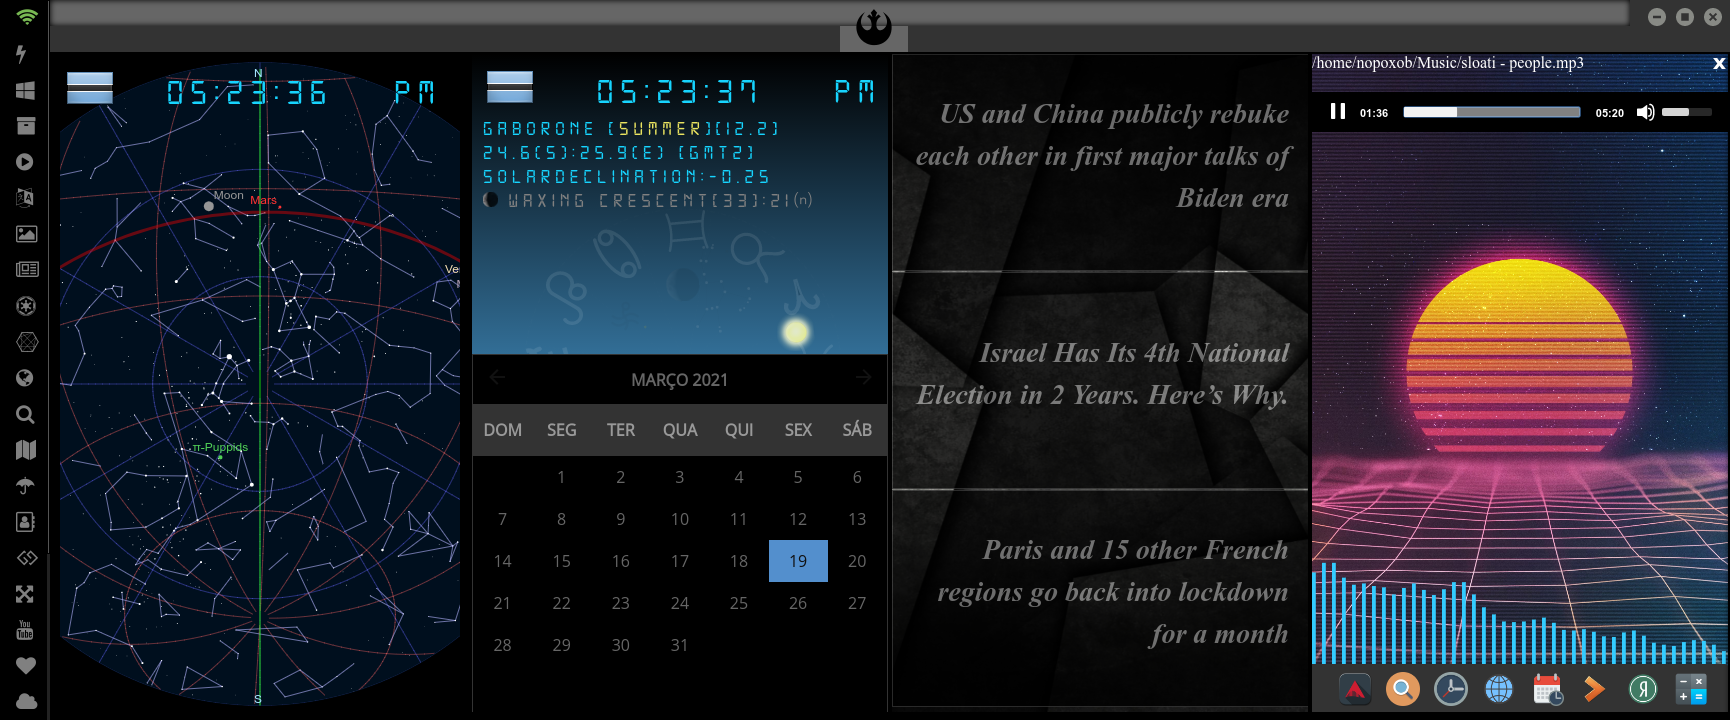 N
05:23:36 PM
Moon
Mars
Ve
π-Puppids
S
05:23:37 PM
GABORONE [SUMMER](12.2)
24.6(S):25.9(E) [GMT2]
SOLARDECLINATION:-0.25
WAXING CRESCENT(33):21(n)
MARÇO 2021
DOM SEG TER QUA QUI SEX SÁB
1 2 3 4 5 6
7 8 9 10 11 12 13
14 15 16 17 18 19 20
21 22 23 24 25 26 27
28 29 30 31
US and China publicly rebuke
each other in first major talks of
Biden era
Israel Has Its 4th National
Election in 2 Years. Here’s Why.
Paris and 15 other French
regions go back into lockdown
for a month
/home/nopoxob/Music/sloati - people.mp3 x
01:36 05:20
You
Tube
Я